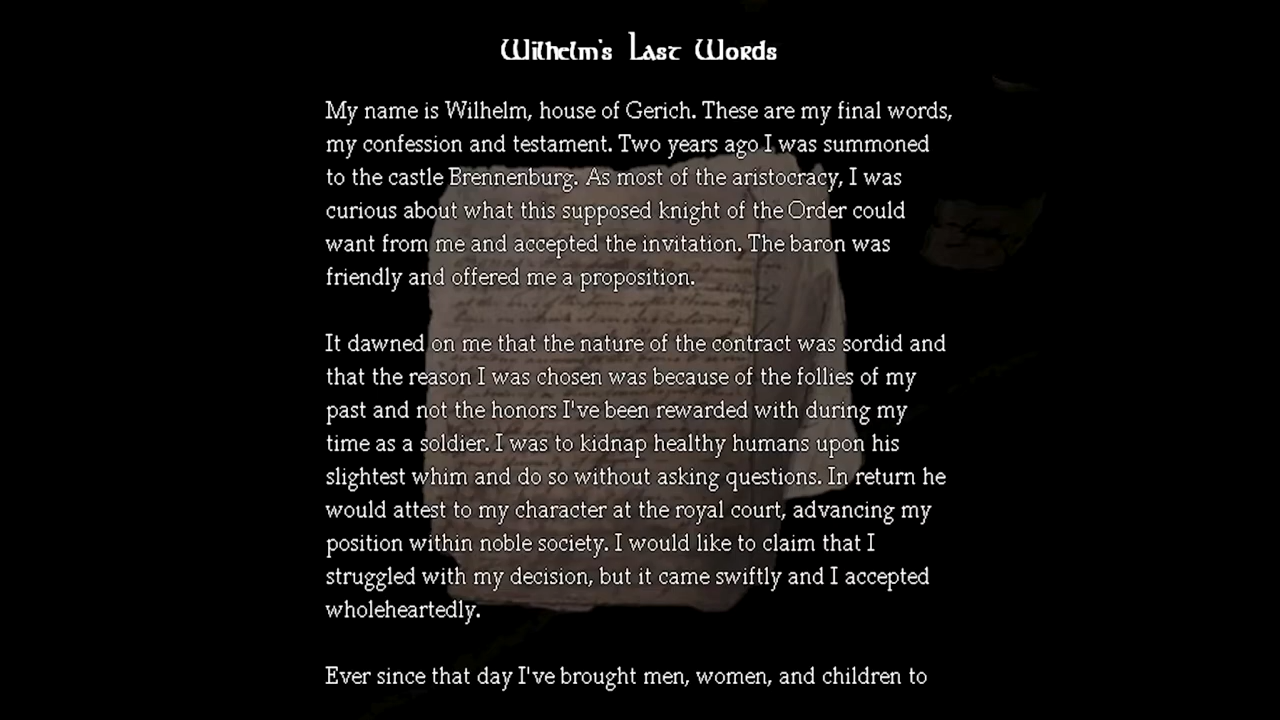 Wilhelm's Last Words
My name is Wilhelm, house of Gerich. These are my final words,
my confession and testament. Two years ago I was summoned
to the castle Brennenburg. As most of the aristocracy, I was
curious about what this supposed knight of the Order could
want from me and accepted the invitation. The baron was
friendly and offered me a proposition.
It dawned on me that the nature of the contract was sordid and
that the reason I was chosen was because of the follies of my
past and not the honors I've been rewarded with during my
time as a soldier. I was to kidnap healthy humans upon his
slightest whim and do so without asking questions. In return he
would attest to my character at the royal court, advancing my
position within noble society. I would like to claim that I
struggled with my decision, but it came swiftly and I accepted
wholeheartedly.
Ever since that day I've brought men, women, and children to